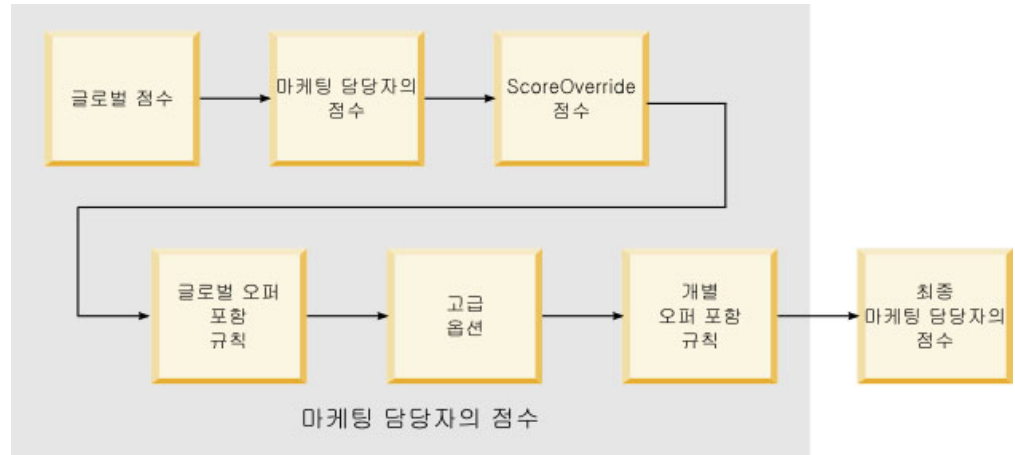 글로벌 점수
마케팅 담당자의
점수
ScoreOverride
점수
글로벌 오퍼
포함
규칙
고급
옵션
개별
오퍼 포함
규칙
최종
마케팅 담당자의
점수
마케팅 담당자의 점수